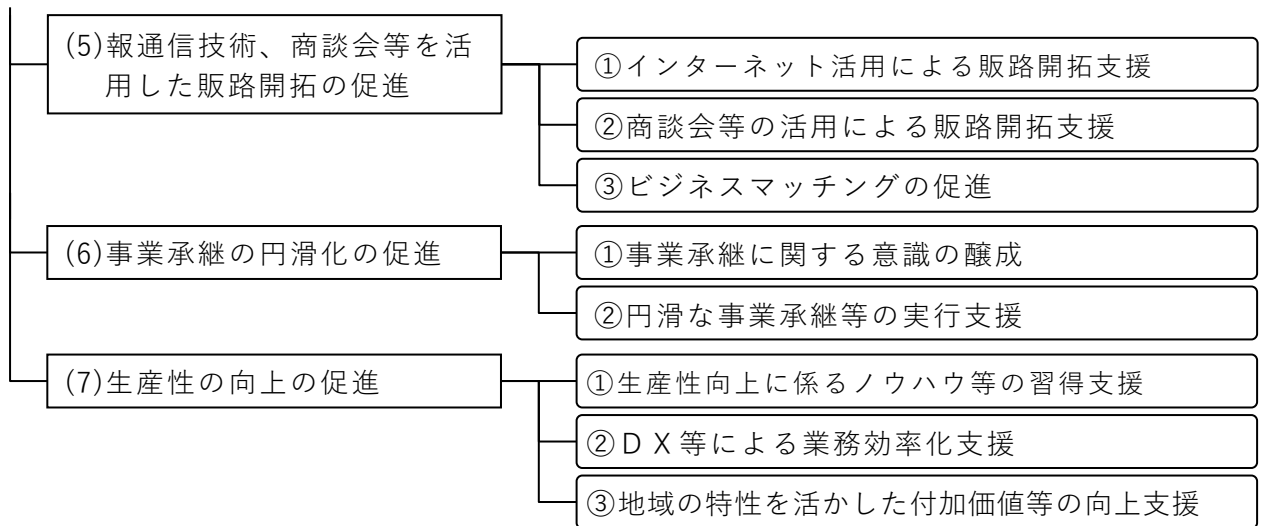 (5)報通信技術、商談会等を活
用した販路開拓の促進
①インターネット活用による販路開拓支援
②商談会等の活用による販路開拓支援
③ビジネスマッチングの促進
(6)事業承継の円滑化の促進
①事業承継に関する意識の醸成
②円滑な事業承継等の実行支援
(7)生産性の向上の促進
①生産性向上に係るノウハウ等の習得支援
②ＤＸ等による業務効率化支援
③地域の特性を活かした付加価値等の向上支援